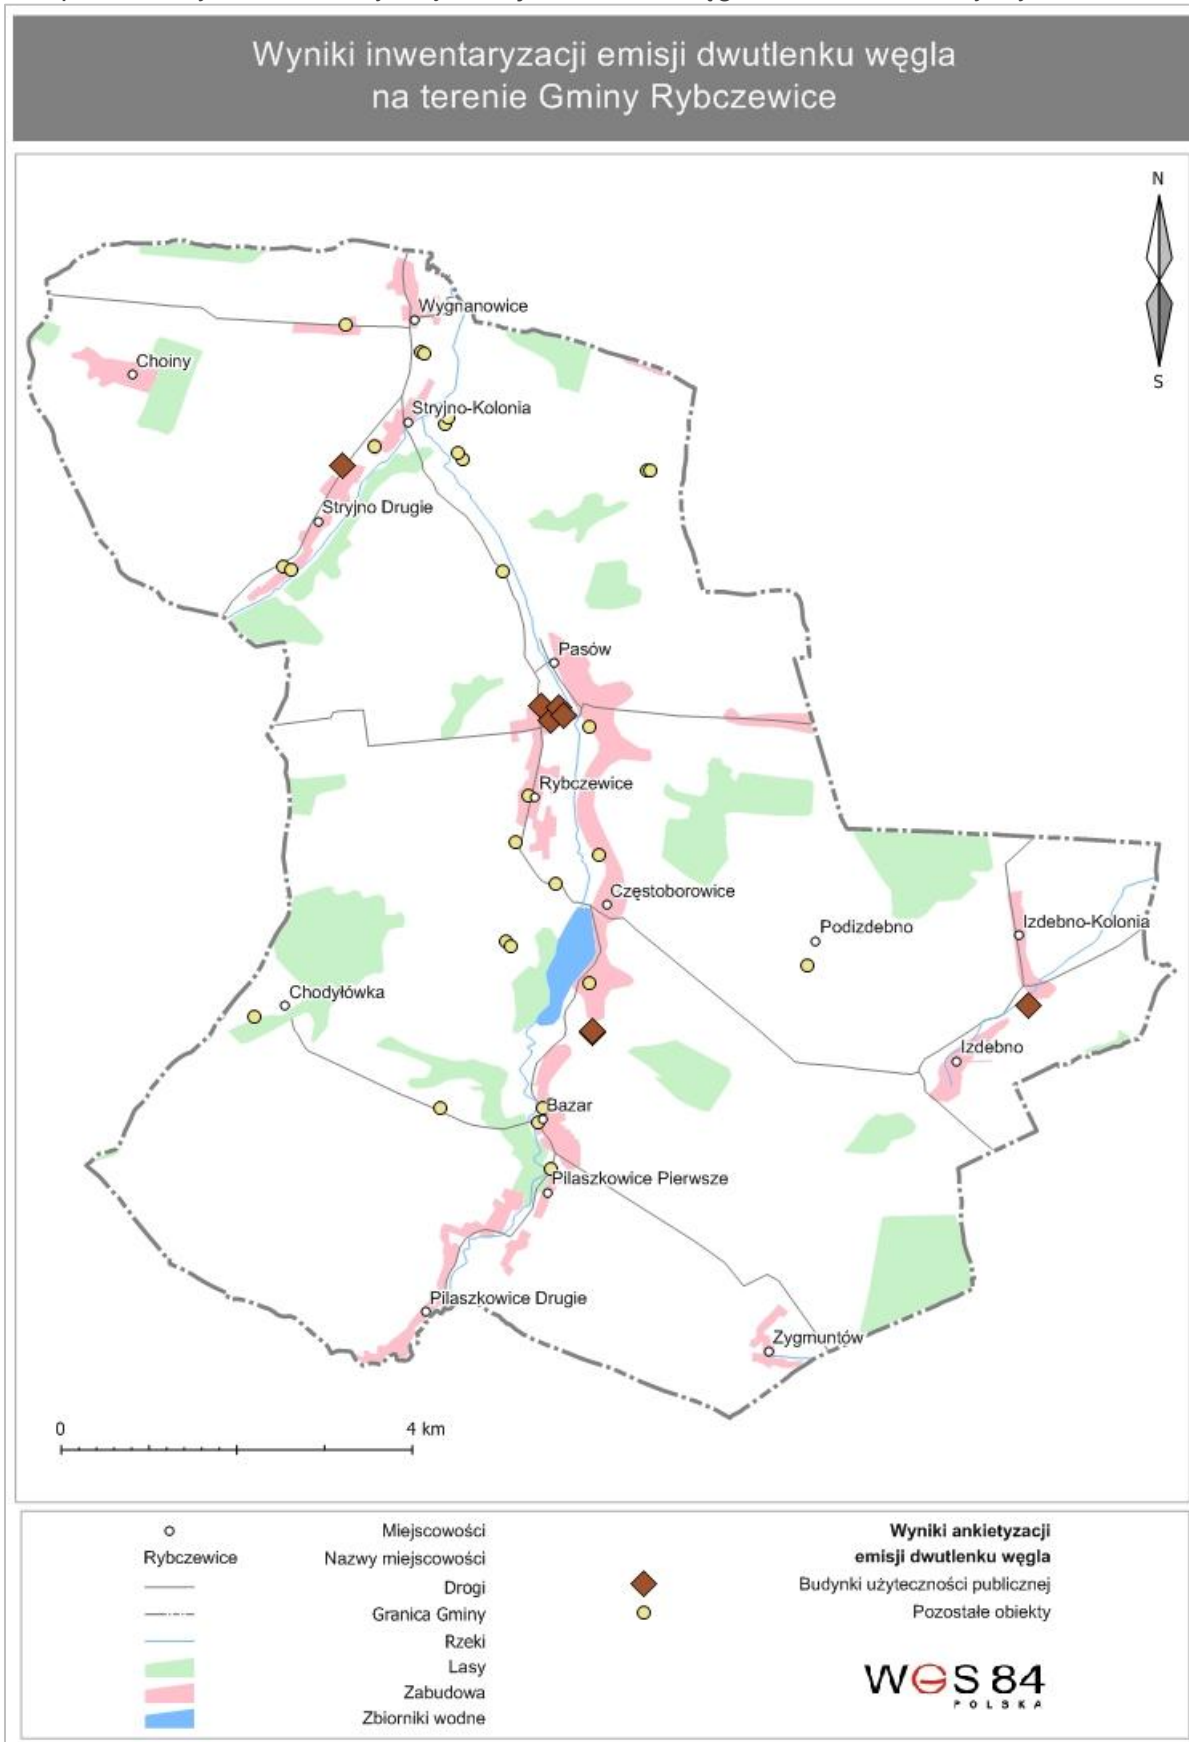 Wyniki inwentaryzacji emisji dwutlenku węgla
na terenie Gminy Rybczewice
N
S
Wygnanowice
Choiny
Stryjno-Kolonia
Stryjno Drugie
Pasów
Rybczewice
Częstoborowice
Podizdebno
Izdebno-Kolonia
Chodyłówka
Izdebno
Bazar
Pilaszkowice Pierwsze
Pilaszkowice Drugie
Zygmuntów
0 4 km
Miejscowości
Rybczewice Nazwy miejscowości
Drogi
Granica Gminy
Rzeki
Lasy
Zabudowa
Zbiorniki wodne
Wyniki ankietyzacji
emisji dwutlenku węgla
Budynki użyteczności publicznej
Pozostałe obiekty
WGS 84
POLSKA